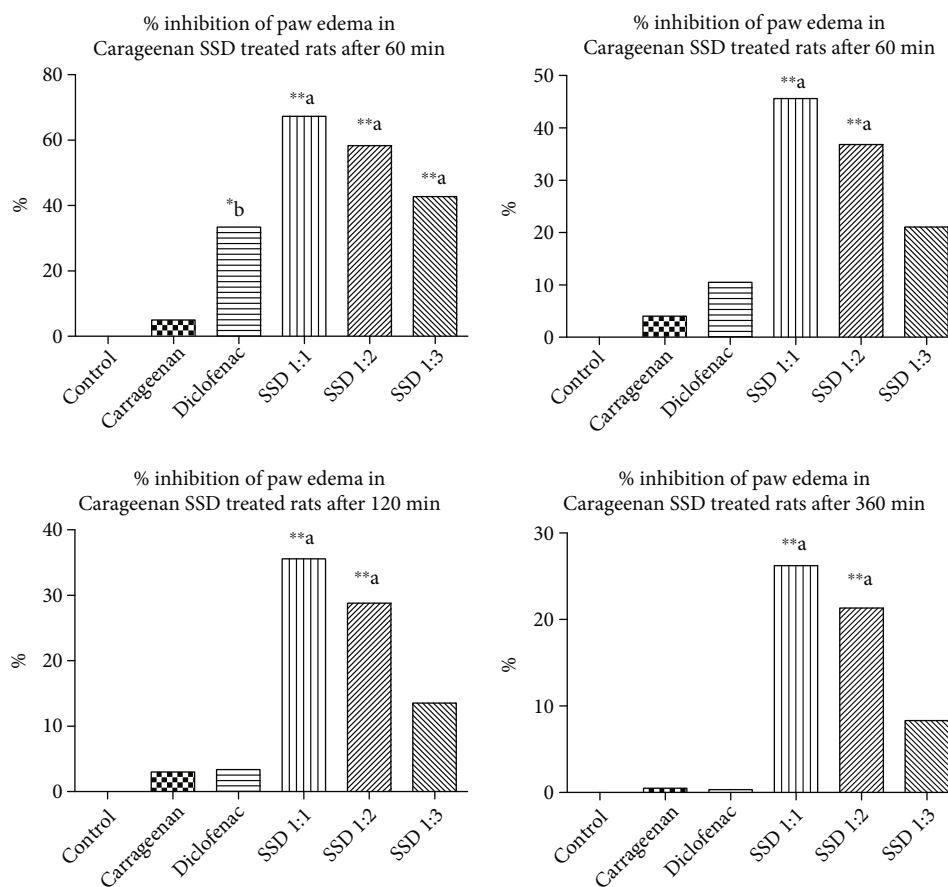 % inhibition of paw edema in
Carageenan SSD treated rats after 60 min
80
60
40
20
0
%
*b
**a
**a
**a
Control
Carrageenan
Diclofenac
SSD 1:1
SSD 1:2
SSD 1:3
% inhibition of paw edema in
Carageenan SSD treated rats after 60 min
50
40
30
20
10
0
%
**a
**a
Control
Carrageenan
Diclofenac
SSD 1:1
SSD 1:2
SSD 1:3
% inhibition of paw edema in
Carageenan SSD treated rats after 120 min
40
30
20
10
0
%
**a
**a
Control
Carrageenan
Diclofenac
SSD 1:1
SSD 1:2
SSD 1:3
% inhibition of paw edema in
Carageenan SSD treated rats after 360 min
30
20
10
0
%
**a
**a
Control
Carrageenan
Diclofenac
SSD 1:1
SSD 1:2
SSD 1:3